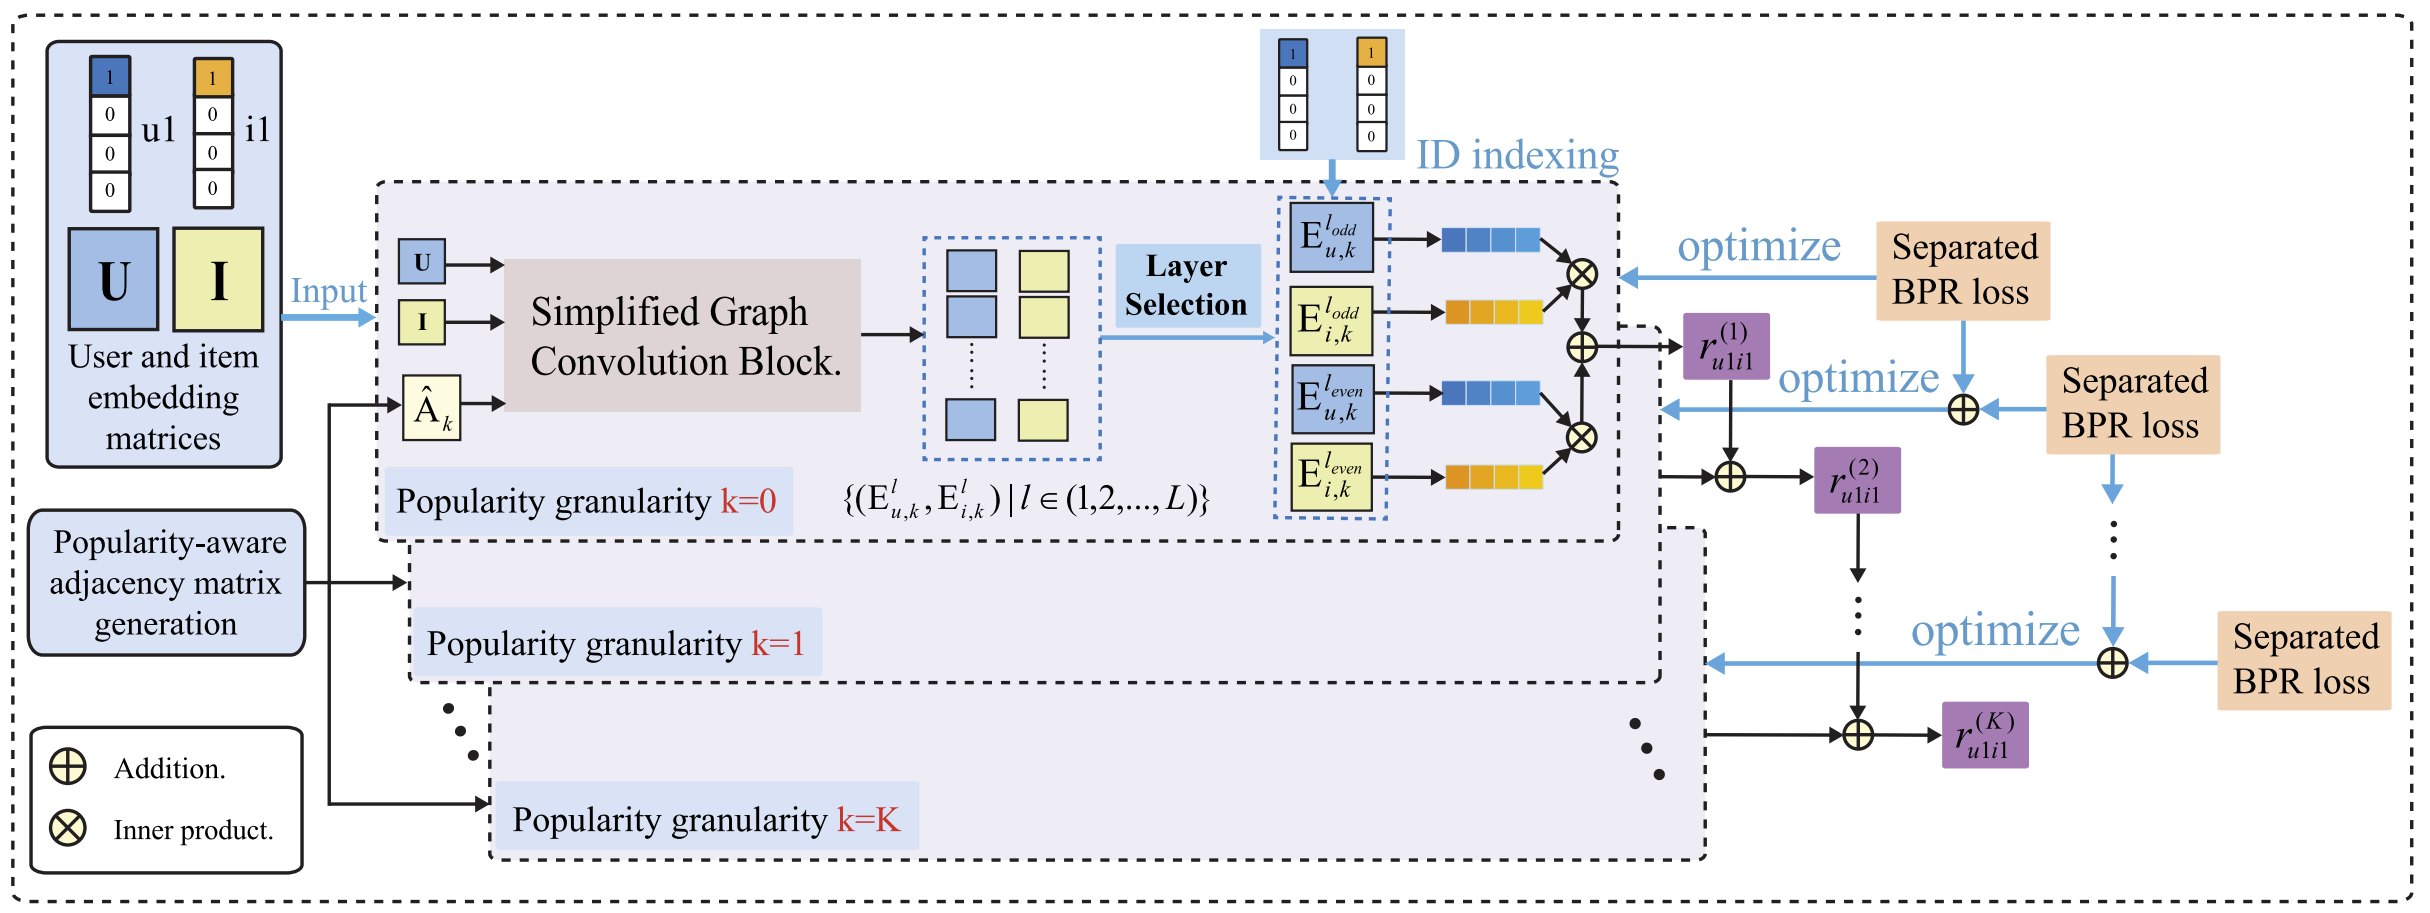 1
0
0
0
u1
1
0
0
0
i1
U
I
User and item
embedding
matrices
Input
1
0
0
0
1
0
0
0
ID indexing
U
I
Â_k
Simplified Graph
Convolution Block.
{(E^l_{u,k}, E^l_{i,k}) | l ∈ (1,2,...,L)}
Layer
Selection
E^{l_odd}_{u,k}
E^{l_odd}_{i,k}
E^{l_even}_{u,k}
E^{l_even}_{i,k}
Popularity granularity k=0
Popularity granularity k=1
Popularity granularity k=K
Popularity-aware
adjacency matrix
generation
Addition.
Inner product.
r^{(1)}_{u1i1}
r^{(2)}_{u1i1}
r^{(K)}_{u1i1}
optimize
Separated
BPR loss
optimize
Separated
BPR loss
optimize
Separated
BPR loss